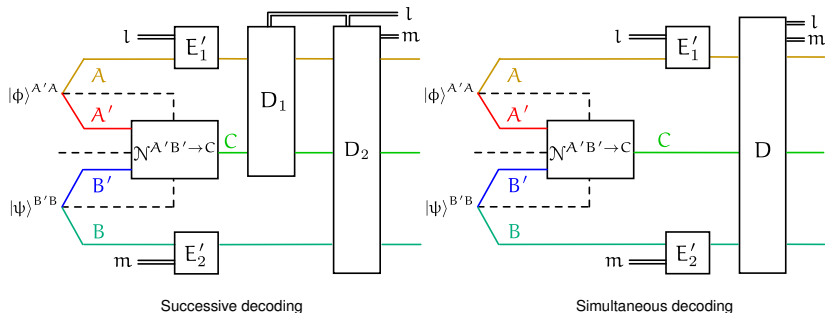 l E′₁ D₁ l m
A
|ϕ⟩^{A′A}
A′
𝒩^{A′B′→C} C D₂
B′
|ψ⟩^{B′B}
B
m E′₂
Successive decoding
l E′₁ l m
A
|ϕ⟩^{A′A}
A′
𝒩^{A′B′→C} C D
B′
|ψ⟩^{B′B}
B
m E′₂
Simultaneous decoding